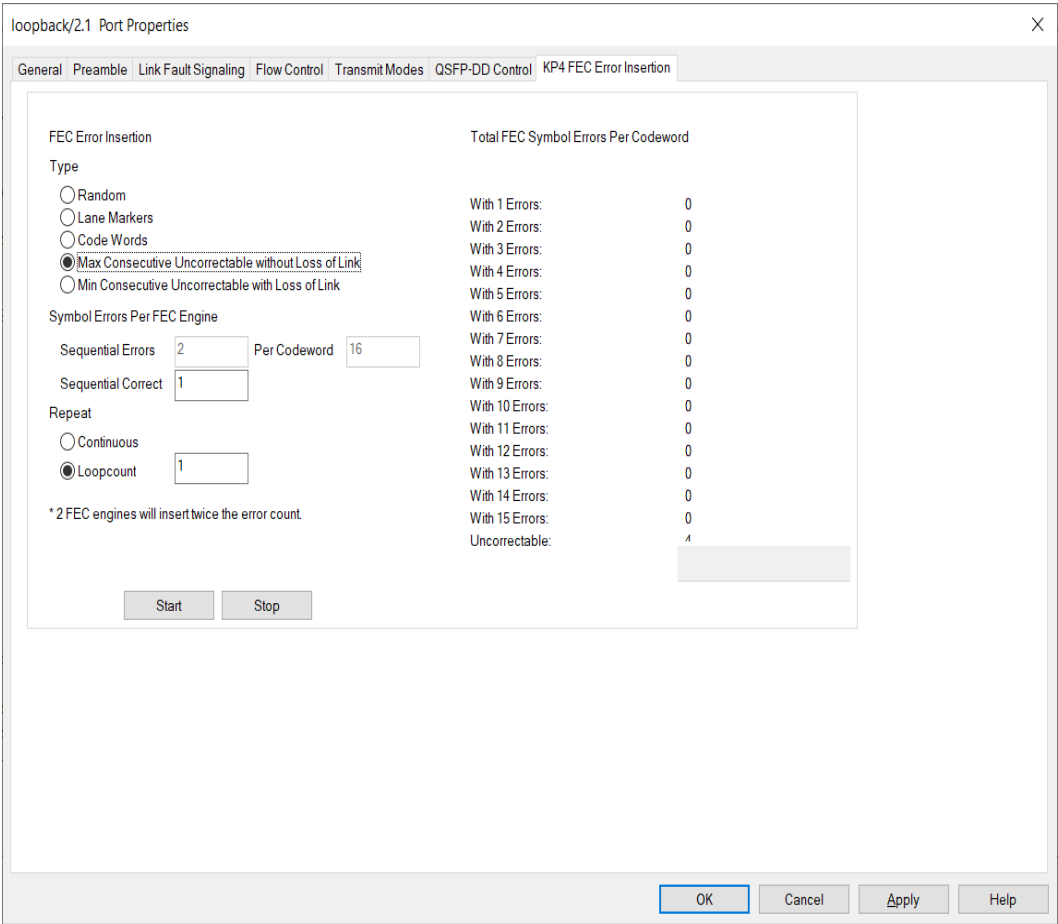 loopback/2.1 Port Properties
General Preamble Link Fault Signaling Flow Control Transmit Modes QSFP-DD Control KP4 FEC Error Insertion
FEC Error Insertion
Type
Random
Lane Markers
Code Words
Max Consecutive Uncorrectable without Loss of Link
Min Consecutive Uncorrectable with Loss of Link
Symbol Errors Per FEC Engine
Sequential Errors 2 Per Codeword 16
Sequential Correct 1
Repeat
Continuous
Loopcount 1
* 2 FEC engines will insert twice the error count.
Start Stop
Total FEC Symbol Errors Per Codeword
With 1 Errors: 0
With 2 Errors: 0
With 3 Errors: 0
With 4 Errors: 0
With 5 Errors: 0
With 6 Errors: 0
With 7 Errors: 0
With 8 Errors: 0
With 9 Errors: 0
With 10 Errors: 0
With 11 Errors: 0
With 12 Errors: 0
With 13 Errors: 0
With 14 Errors: 0
With 15 Errors: 0
Uncorrectable:
OK Cancel Apply Help